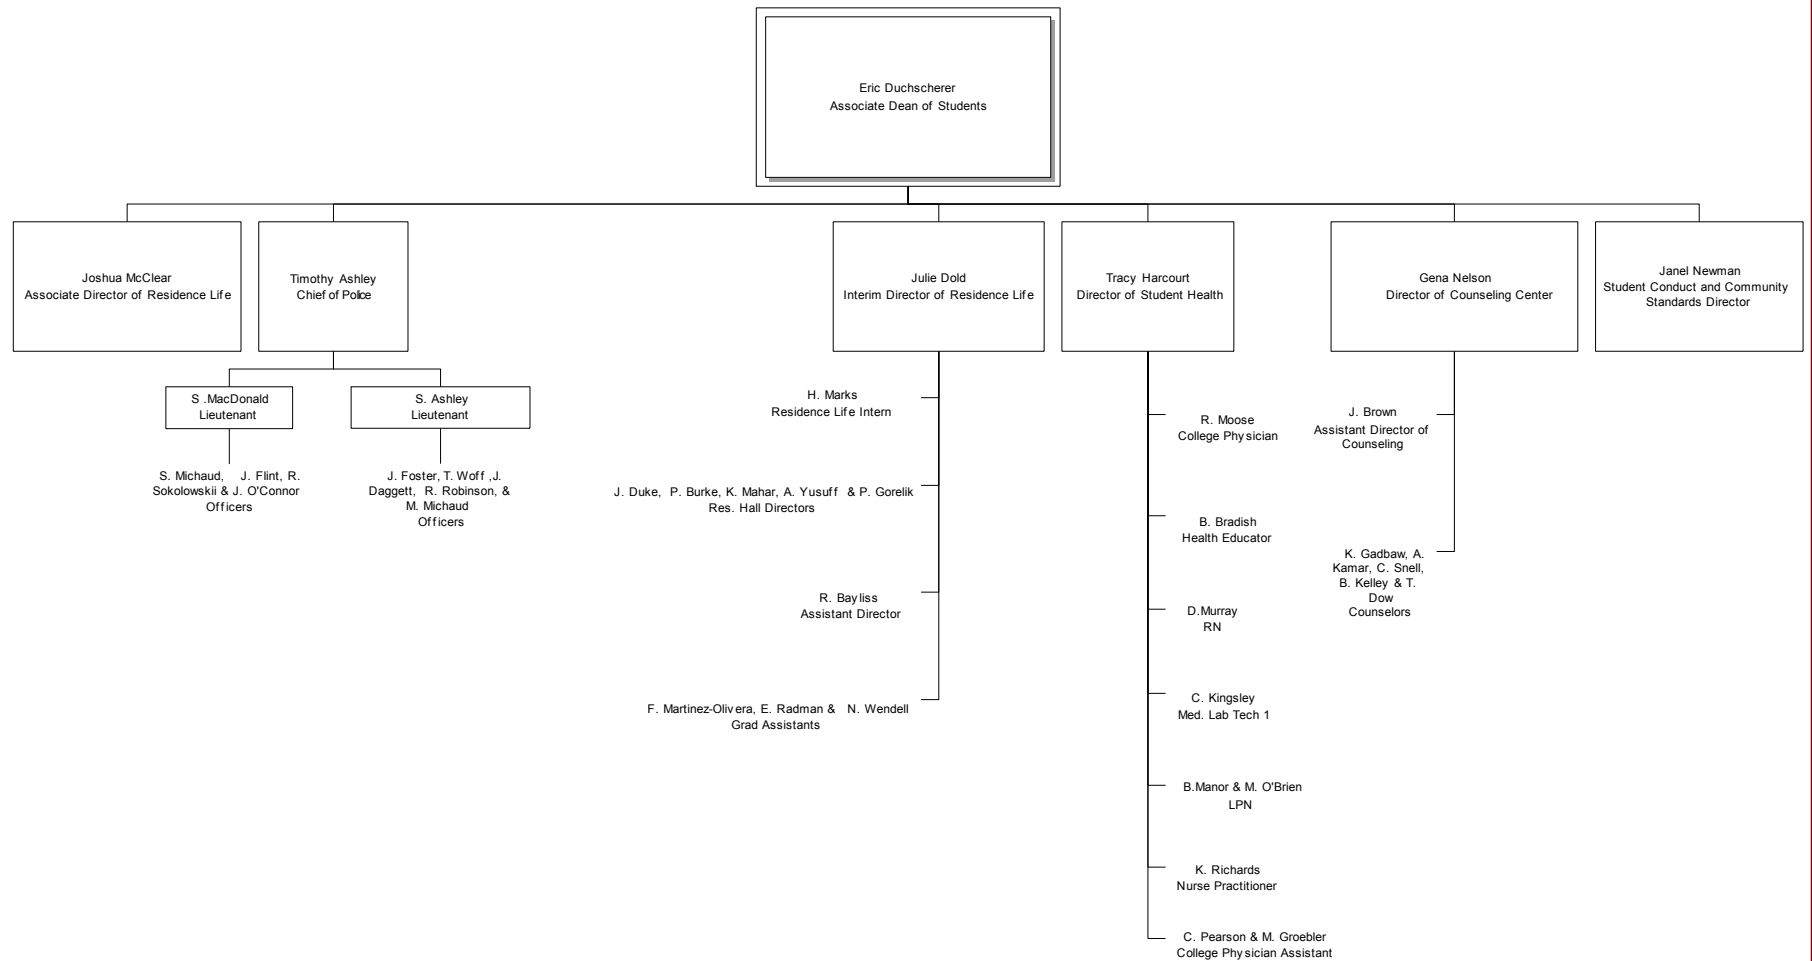 Eric Duchscherer
Associate Dean of Students
Joshua McClear
Associate Director of Residence Life
Timothy Ashley
Chief of Police
Julie Dold
Interim Director of Residence Life
Tracy Harcourt
Director of Student Health
Gena Nelson
Director of Counseling Center
Janel Newman
Student Conduct and Community
Standards Director
S .MacDonald
Lieutenant
S. Ashley
Lieutenant
S. Michaud, J. Flint, R.
Sokolowskii & J. O'Connor
Officers
J. Foster, T. Woff ,J.
Daggett, R. Robinson, &
M. Michaud
Officers
H. Marks
Residence Life Intern
J. Duke, P. Burke, K. Mahar, A. Yusuff & P. Gorelik
Res. Hall Directors
R. Bayliss
Assistant Director
F. Martinez-Olivera, E. Radman & N. Wendell
Grad Assistants
R. Moose
College Physician
B. Bradish
Health Educator
D.Murray
RN
C. Kingsley
Med. Lab Tech 1
B.Manor & M. O'Brien
LPN
K. Richards
Nurse Practitioner
C. Pearson & M. Groebler
College Physician Assistant
J. Brown
Assistant Director of
Counseling
K. Gadbaw, A.
Kamar, C. Snell,
B. Kelley & T.
Dow
Counselors